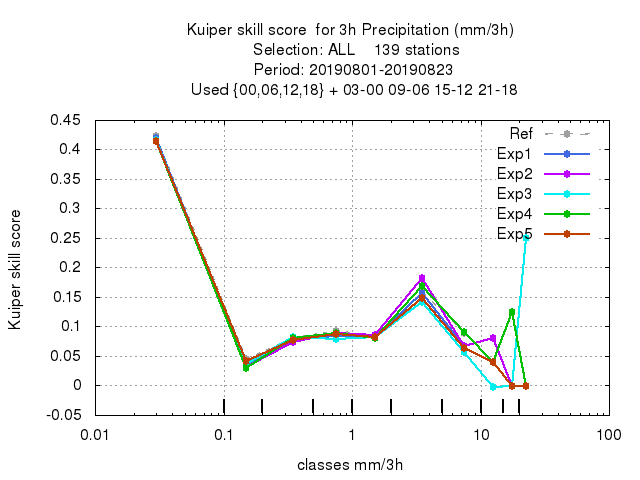 Kuiper skill score  for 3h Precipitation (mm/3h)
Selection: ALL    139 stations
Period: 20190801-20190823
Used {00,06,12,18} + 03-00 09-06 15-12 21-18
Ref
Exp1
Exp2
Exp3
Exp4
Exp5
0.45
0.4
0.35
0.3
0.25
0.2
0.15
0.1
0.05
0
-0.05
Kuiper skill score
0.01 0.1 1 10 100
classes mm/3h